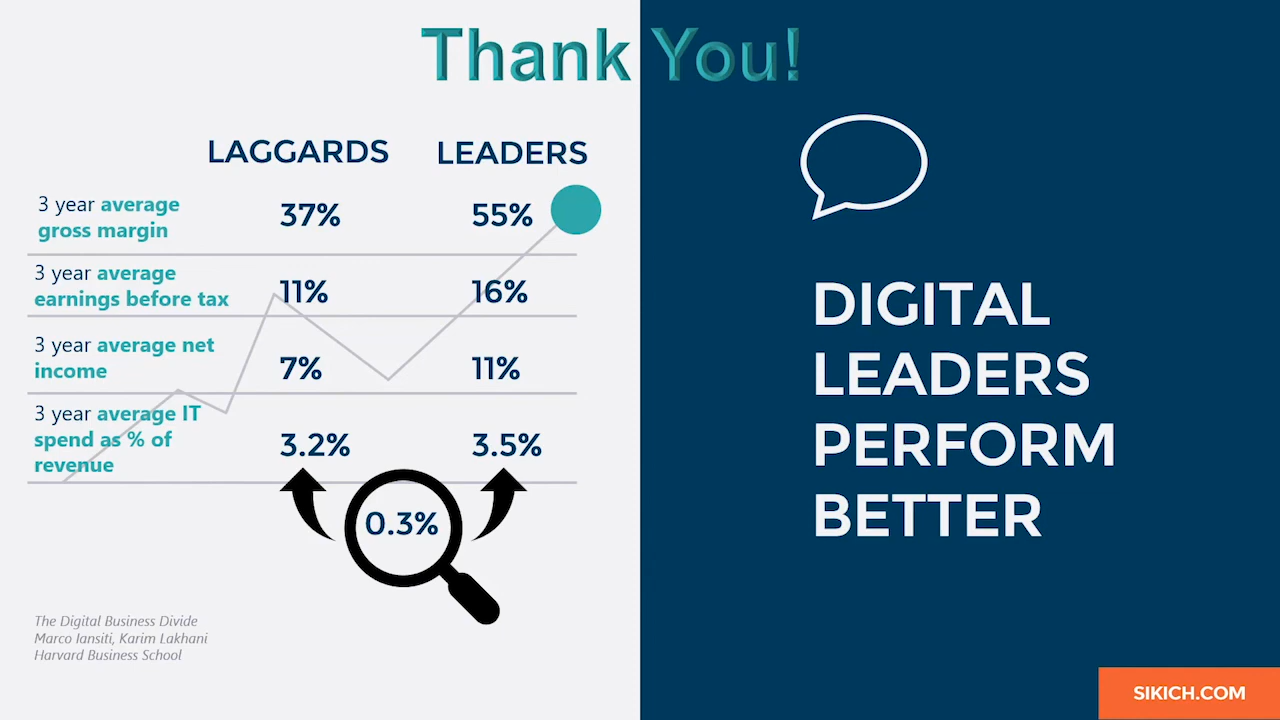 Thank You!
LAGGARDS LEADERS
3 year average
gross margin
37% 55%
3 year average
earnings before tax
11% 16%
3 year average net
income
7% 11%
3 year average IT
spend as % of
revenue
3.2% 3.5%
0.3%
The Digital Business Divide
Marco Iansiti, Karim Lakhani
Harvard Business School
DIGITAL
LEADERS
PERFORM
BETTER
SIKICH.COM